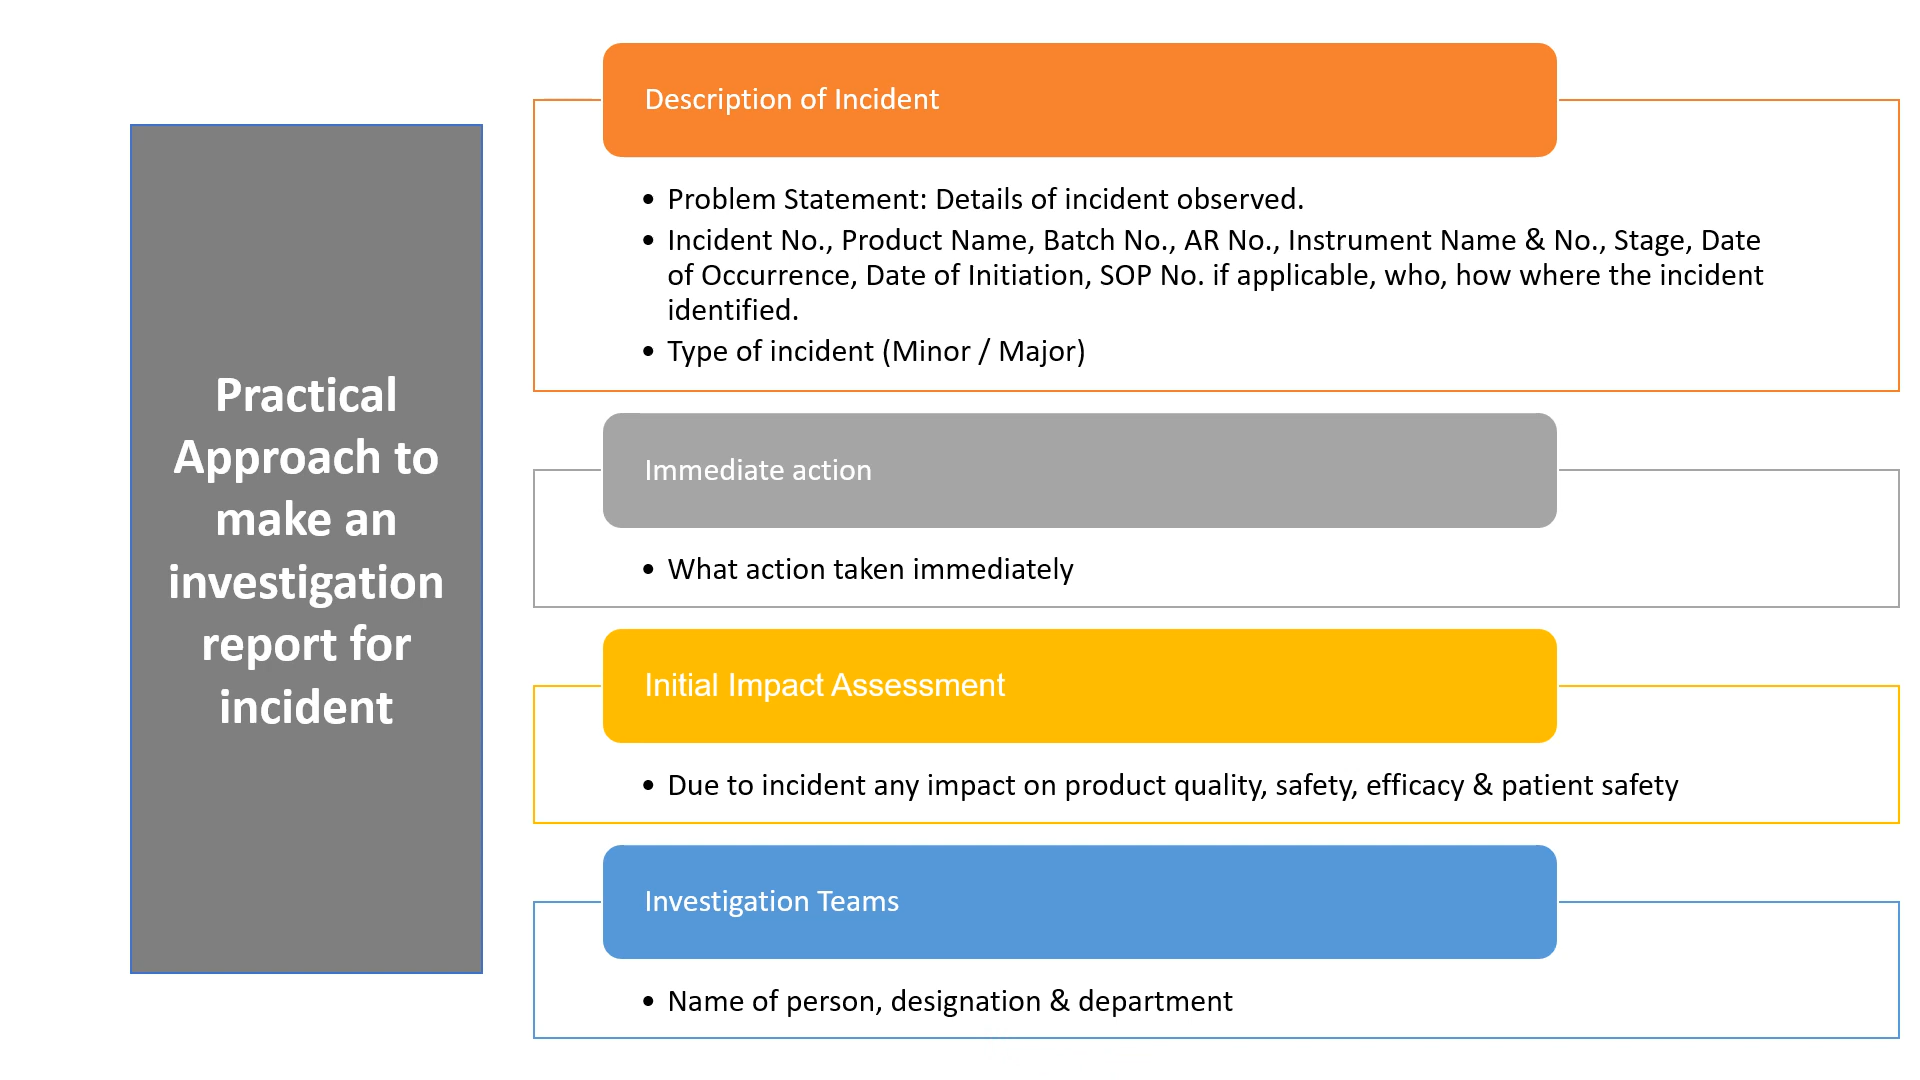 Practical
Approach to
make an
investigation
report for
incident
Description of Incident
• Problem Statement: Details of incident observed.
• Incident No., Product Name, Batch No., AR No., Instrument Name & No., Stage, Date
of Occurrence, Date of Initiation, SOP No. if applicable, who, how where the incident
identified.
• Type of incident (Minor / Major)
Immediate action
• What action taken immediately
Initial Impact Assessment
• Due to incident any impact on product quality, safety, efficacy & patient safety
Investigation Teams
• Name of person, designation & department